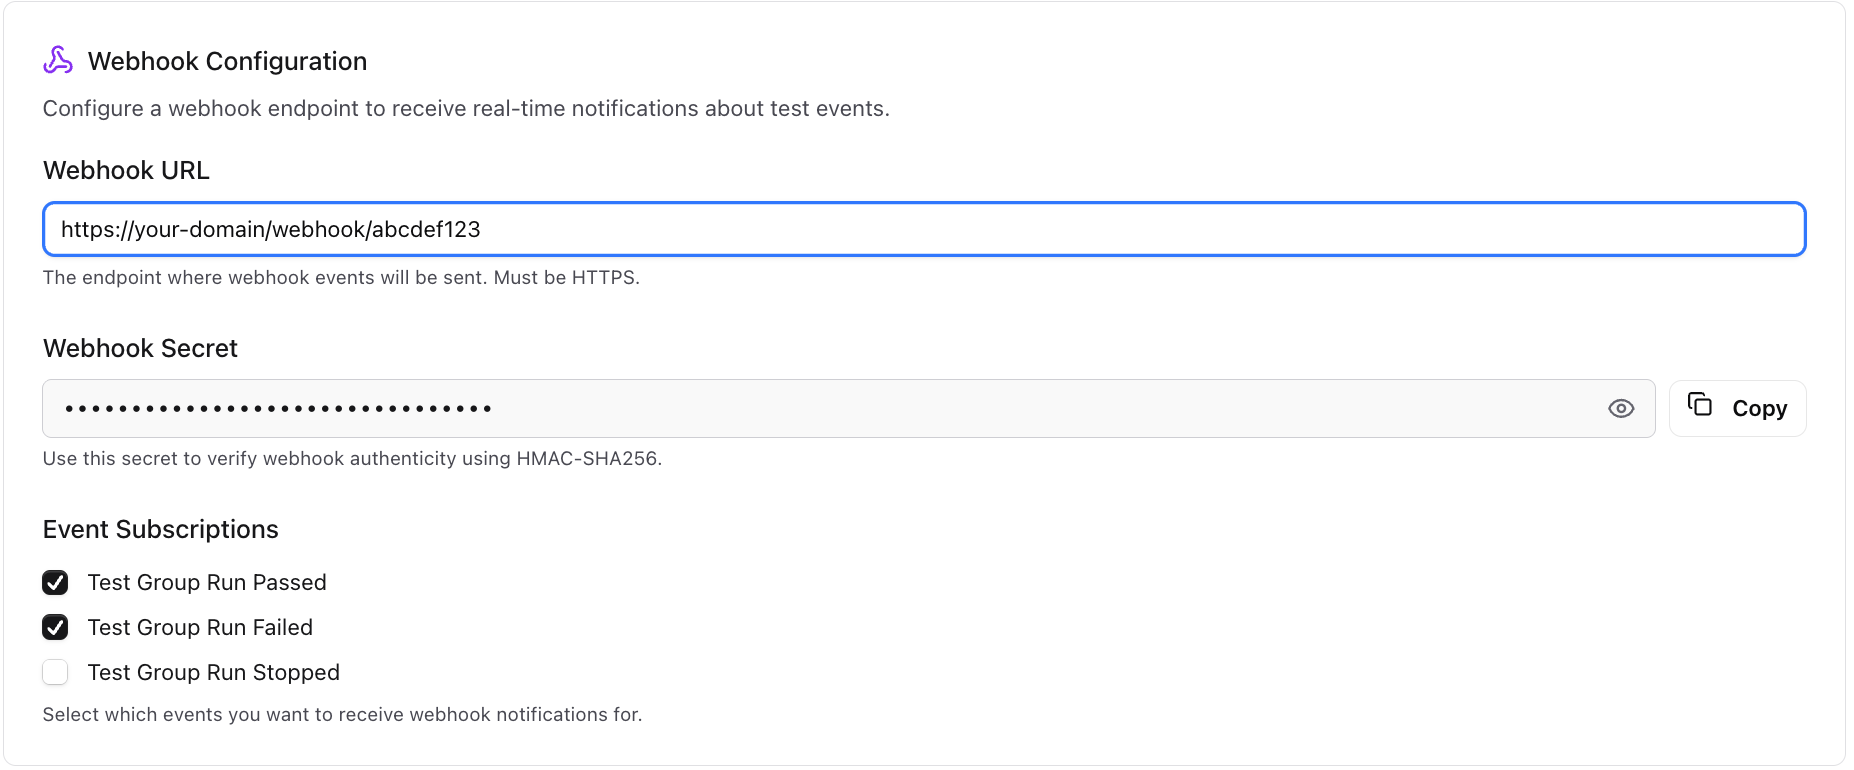 Webhook Configuration
Configure a webhook endpoint to receive real-time notifications about test events.
Webhook URL
https://your-domain/webhook/abcdef123
The endpoint where webhook events will be sent. Must be HTTPS.
Webhook Secret
••••••••••••••••••••••••••••••••
Copy
Use this secret to verify webhook authenticity using HMAC-SHA256.
Event Subscriptions
Test Group Run Passed
Test Group Run Failed
Test Group Run Stopped
Select which events you want to receive webhook notifications for.